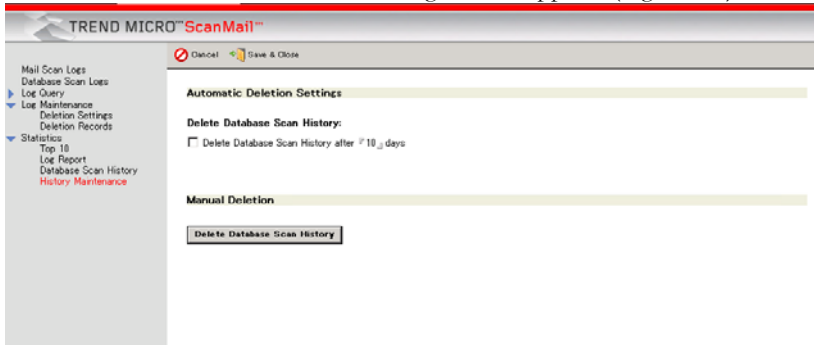 TREND MICRO™ ScanMail™
Cancel Save & Close
Mail Scan Logs
Database Scan Logs
Log Query
Log Maintenance
Deletion Settings
Deletion Records
Statistics
Top 10
Log Report
Database Scan History
History Maintenance
Automatic Deletion Settings
Delete Database Scan History:
Delete Database Scan History after 『10』 days
Manual Deletion
Delete Database Scan History